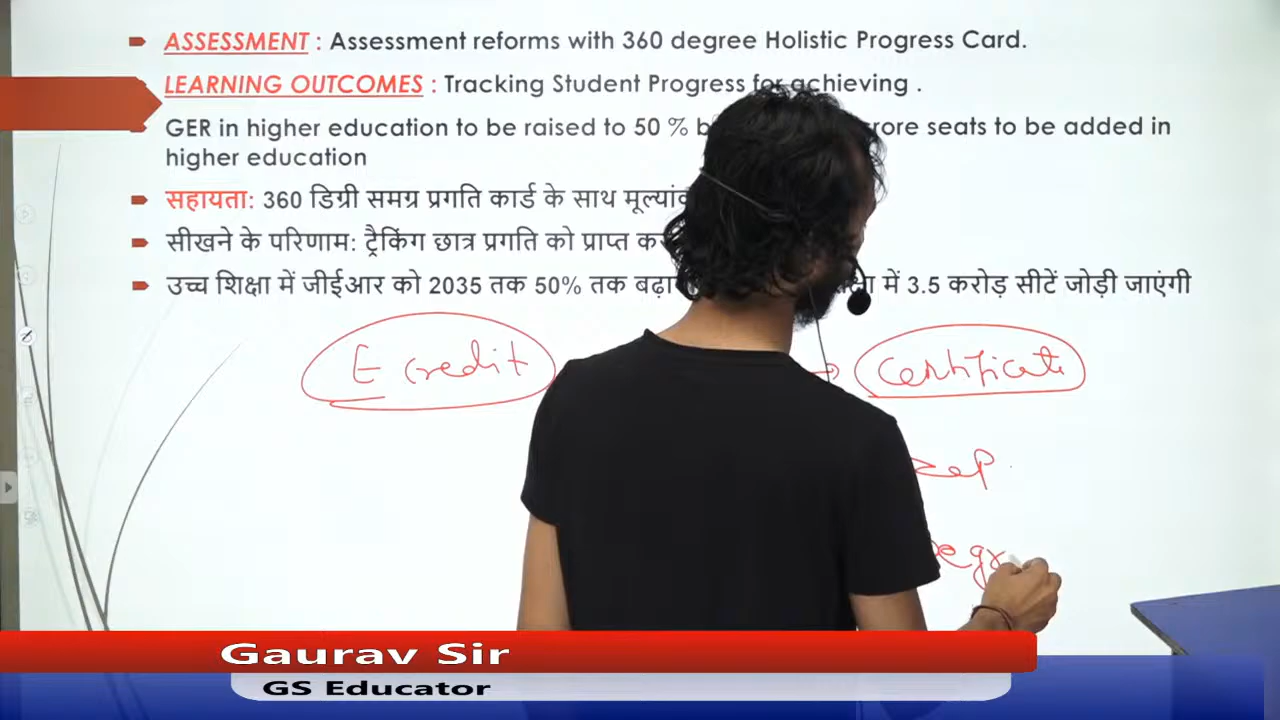 ASSESSMENT : Assessment reforms with 360 degree Holistic Progress Card.
LEARNING OUTCOMES : Tracking Student Progress for achieving .
GER in higher education to be raised to 50 % crore seats to be added in
higher education
सहायता: 360 डिग्री समग्र प्रगति कार्ड के साथ
सीखने के परिणाम: ट्रैकिंग छात्र प्रगति को प्राप्त
उच्च शिक्षा में जीईआर को 2035 तक 50% तक में 3.5 करोड़ सीटें जोड़ी जाएंगी
E credit Certificate
Gaurav Sir
GS Educator